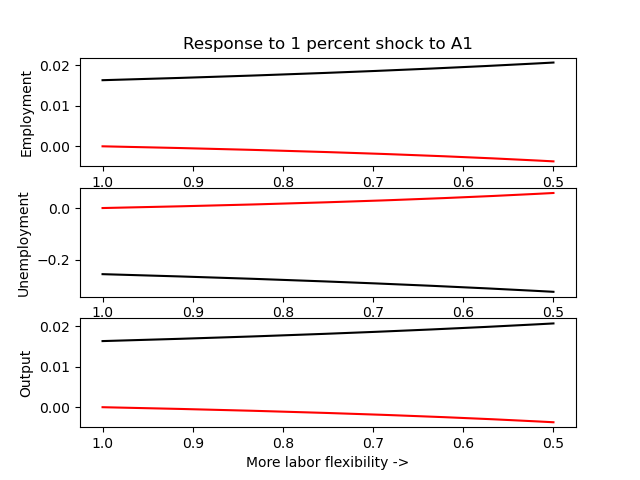 Response to 1 percent shock to A1
Employment
0.02
0.01
0.00
1.0 0.9 0.8 0.7 0.6 0.5
Unemployment
0.0
−0.2
1.0 0.9 0.8 0.7 0.6 0.5
Output
0.02
0.01
0.00
1.0 0.9 0.8 0.7 0.6 0.5
More labor flexibility ->